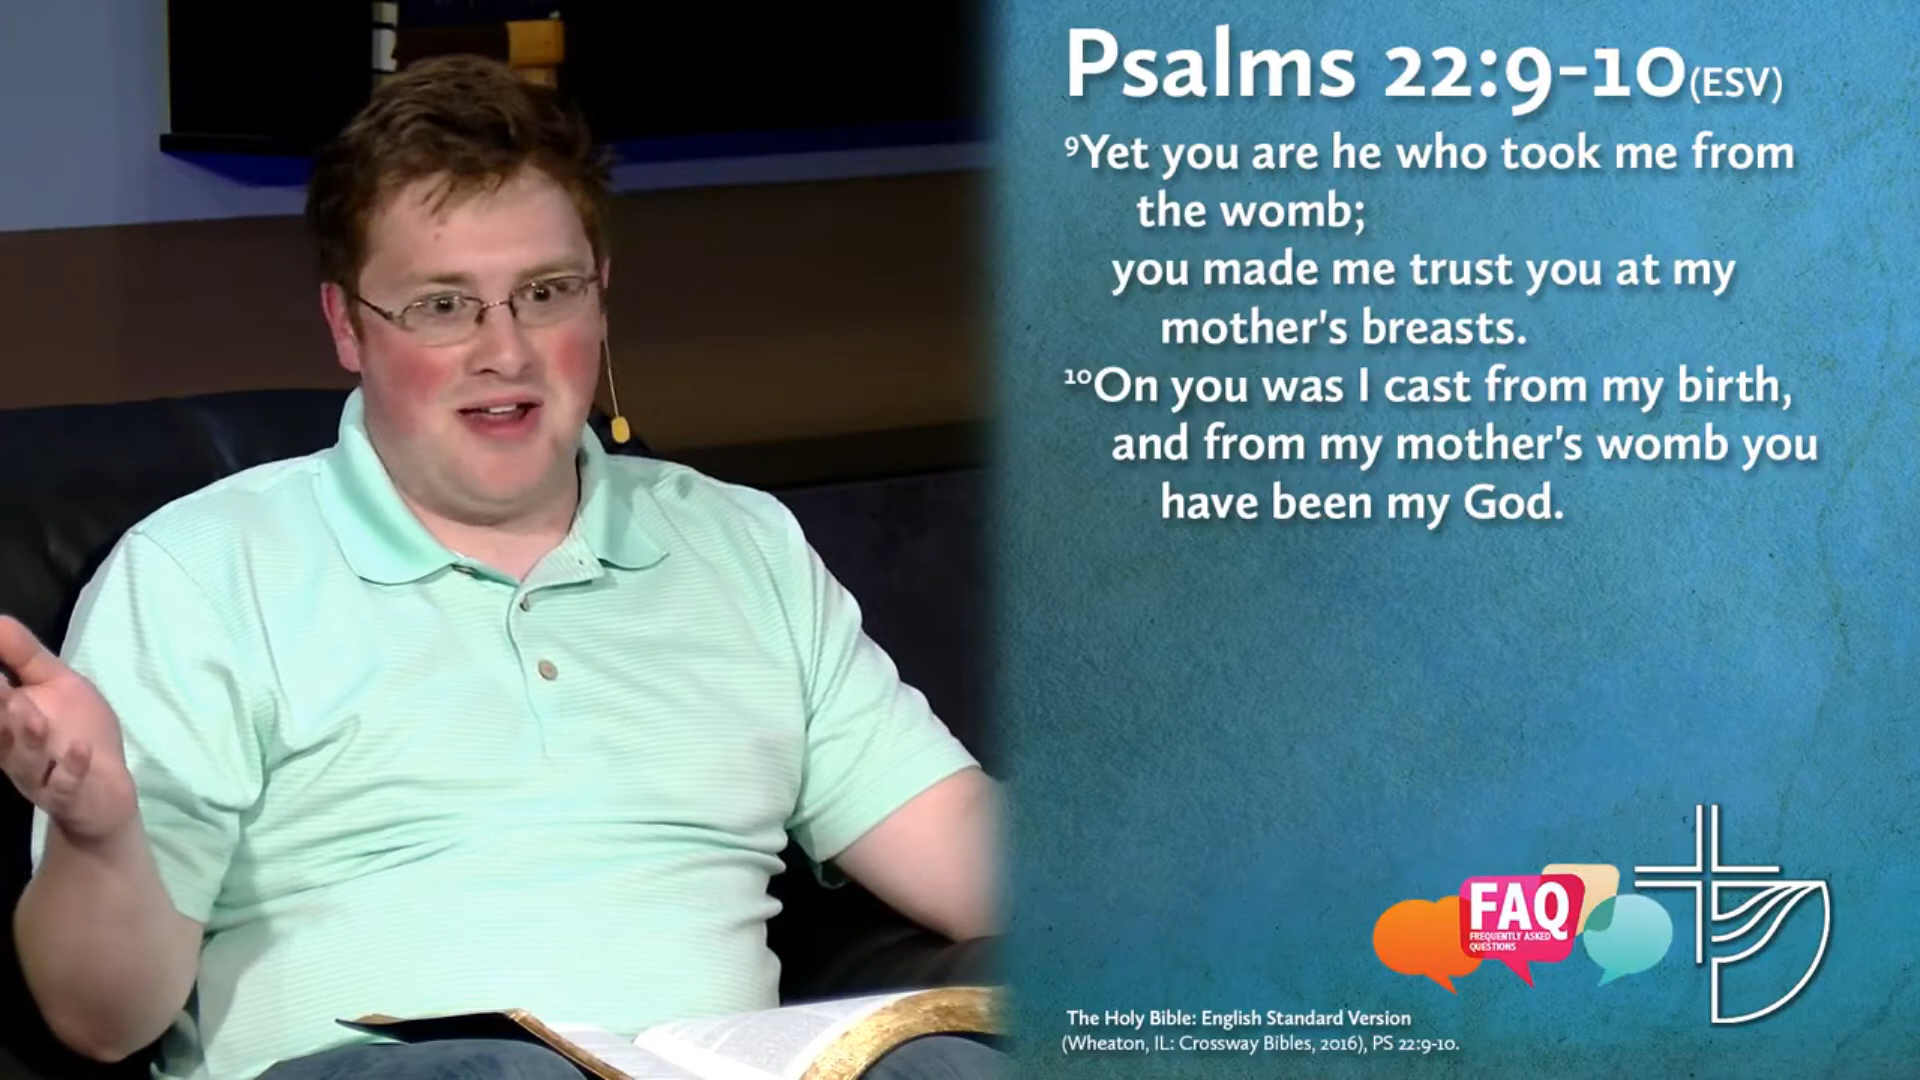 Psalms 22:9-10(ESV)
⁹Yet you are he who took me from
the womb;
you made me trust you at my
mother's breasts.
¹⁰On you was I cast from my birth,
and from my mother's womb you
have been my God.
FAQ
FREQUENTLY ASKED
QUESTIONS
The Holy Bible: English Standard Version
(Wheaton, IL: Crossway Bibles, 2016), PS 22:9-10.